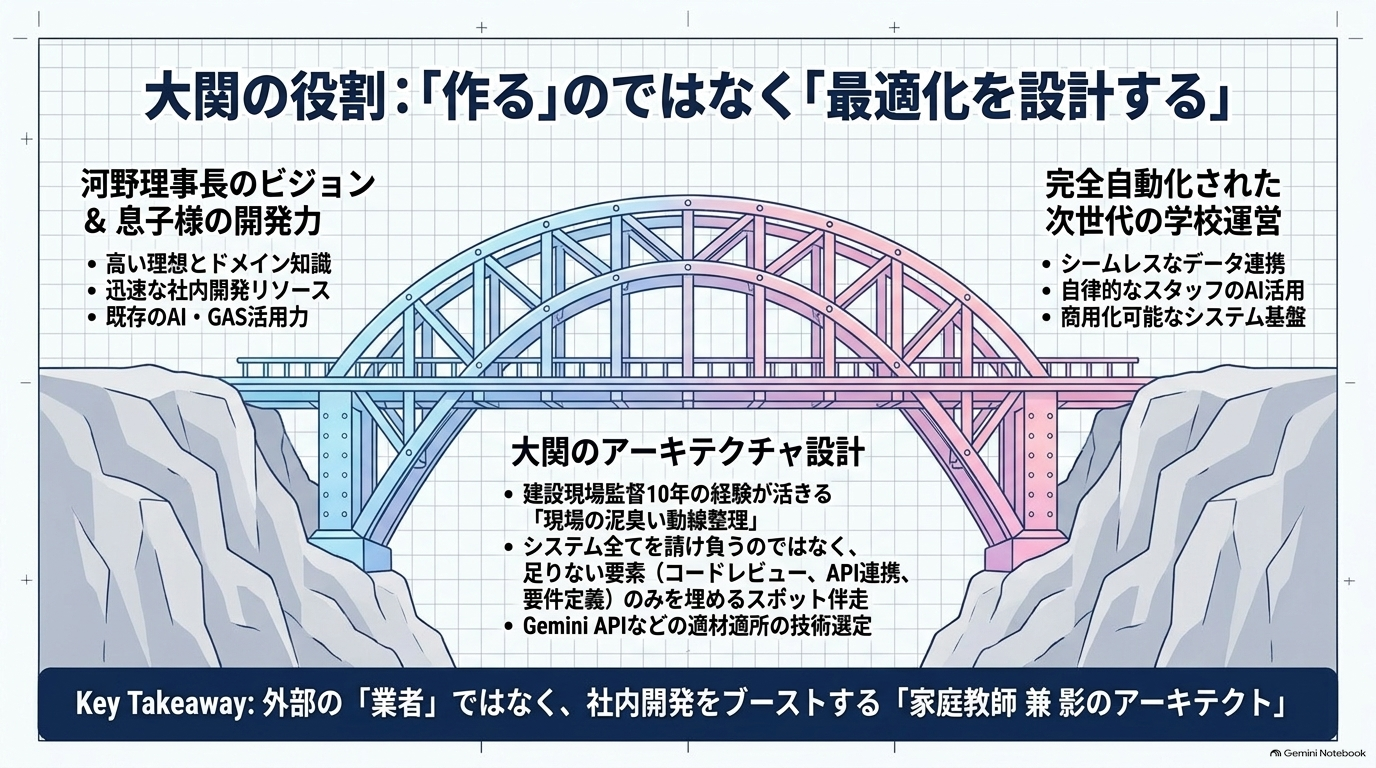 大関の役割：「作る」のではなく「最適化を設計する」
河野理事長のビジョン
& 息子様の開発力
• 高い理想とドメイン知識
• 迅速な社内開発リソース
• 既存のAI・GAS活用力
完全自動化された
次世代の学校運営
• シームレスなデータ連携
• 自律的なスタッフのAI活用
• 商用化可能なシステム基盤
大関のアーキテクチャ設計
• 建設現場監督10年の経験が活きる
「現場の泥臭い動線整理」
• システム全てを請け負うのではなく、
足りない要素（コードレビュー、API連携、
要件定義）のみを埋めるスポット伴走
• Gemini APIなどの適材適所の技術選定
Key Takeaway: 外部の「業者」ではなく、社内開発をブーストする「家庭教師 兼 影のアーキテクト」
Gemini Notebook